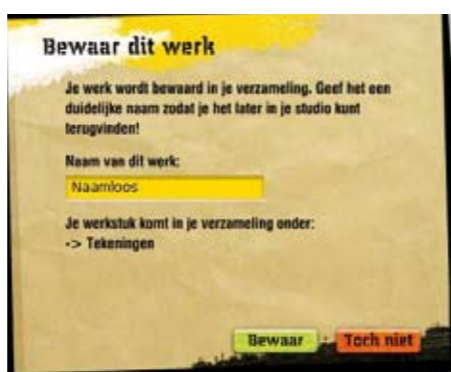 Bewaar dit werk
Je werk wordt bewaard in je verzameling. Geef het een
duidelijke naam zodat je het later in je studio kunt
terugvinden!
Naam van dit werk:
Naamloos
Je werkstuk komt in je verzameling onder:
-> Tekeningen
Bewaar
Toch niet